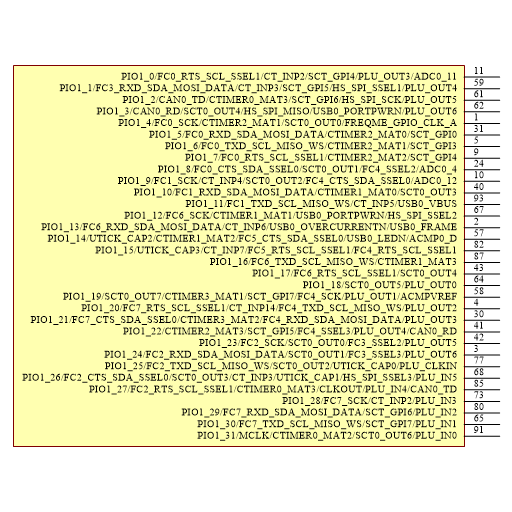 PIO1_0/FC0_RTS_SCL_SSEL1/CT_INP2/SCT_GPI4/PLU_OUT3/ADC0_11 11
PIO1_1/FC3_RXD_SDA_MOSI_DATA/CT_INP3/SCT_GPI5/HS_SPI_SSEL1/PLU_OUT4 59
PIO1_2/CAN0_TD/CTIMER0_MAT3/SCT_GPI6/HS_SPI_SCK/PLU_OUT5 61
PIO1_3/CAN0_RD/SCT0_OUT4/HS_SPI_MISO/USB0_PORTPWRN/PLU_OUT6 62
PIO1_4/FC0_SCK/CTIMER2_MAT1/SCT0_OUT0/FREQME_GPIO_CLK_A 1
PIO1_5/FC0_RXD_SDA_MOSI_DATA/CTIMER2_MAT0/SCT_GPI0 31
PIO1_6/FC0_TXD_SCL_MISO_WS/CTIMER2_MAT1/SCT_GPI3 5
PIO1_7/FC0_RTS_SCL_SSEL1/CTIMER2_MAT2/SCT_GPI4 9
PIO1_8/FC0_CTS_SDA_SSEL0/SCT0_OUT1/FC4_SSEL2/ADC0_4 24
PIO1_9/FC1_SCK/CT_INP4/SCT0_OUT2/FC4_CTS_SDA_SSEL0/ADC0_12 10
PIO1_10/FC1_RXD_SDA_MOSI_DATA/CTIMER1_MAT0/SCT0_OUT3 40
PIO1_11/FC1_TXD_SCL_MISO_WS/CT_INP5/USB0_VBUS 93
PIO1_12/FC6_SCK/CTIMER1_MAT1/USB0_PORTPWRN/HS_SPI_SSEL2 67
PIO1_13/FC6_RXD_SDA_MOSI_DATA/CT_INP6/USB0_OVERCURRENTN/USB0_FRAME 2
PIO1_14/UTICK_CAP2/CTIMER1_MAT2/FC5_CTS_SDA_SSEL0/USB0_LEDN/ACMP0_D 57
PIO1_15/UTICK_CAP3/CT_INP7/FC5_RTS_SCL_SSEL1/FC4_RTS_SCL_SSEL1 82
PIO1_16/FC6_TXD_SCL_MISO_WS/CTIMER1_MAT3 87
PIO1_17/FC6_RTS_SCL_SSEL1/SCT0_OUT4 43
PIO1_18/SCT0_OUT5/PLU_OUT0 64
PIO1_19/SCT0_OUT7/CTIMER3_MAT1/SCT_GPI7/FC4_SCK/PLU_OUT1/ACMPVREF 58
PIO1_20/FC7_RTS_SCL_SSEL1/CT_INP14/FC4_TXD_SCL_MISO_WS/PLU_OUT2 4
PIO1_21/FC7_CTS_SDA_SSEL0/CTIMER3_MAT2/FC4_RXD_SDA_MOSI_DATA/PLU_OUT3 30
PIO1_22/CTIMER2_MAT3/SCT_GPI5/FC4_SSEL3/PLU_OUT4/CAN0_RD 41
PIO1_23/FC2_SCK/SCT0_OUT0/FC3_SSEL2/PLU_OUT5 42
PIO1_24/FC2_RXD_SDA_MOSI_DATA/SCT0_OUT1/FC3_SSEL3/PLU_OUT6 3
PIO1_25/FC2_TXD_SCL_MISO_WS/SCT0_OUT2/UTICK_CAP0/PLU_CLKIN 77
PIO1_26/FC2_CTS_SDA_SSEL0/SCT0_OUT3/CT_INP3/UTICK_CAP1/HS_SPI_SSEL3/PLU_IN5 68
PIO1_27/FC2_RTS_SCL_SSEL1/CTIMER0_MAT3/CLKOUT/PLU_IN4/CAN0_TD 85
PIO1_28/FC7_SCK/CT_INP2/PLU_IN3 73
PIO1_29/FC7_RXD_SDA_MOSI_DATA/SCT_GPI6/PLU_IN2 80
PIO1_30/FC7_TXD_SCL_MISO_WS/SCT_GPI7/PLU_IN1 65
PIO1_31/MCLK/CTIMER0_MAT2/SCT0_OUT6/PLU_IN0 91